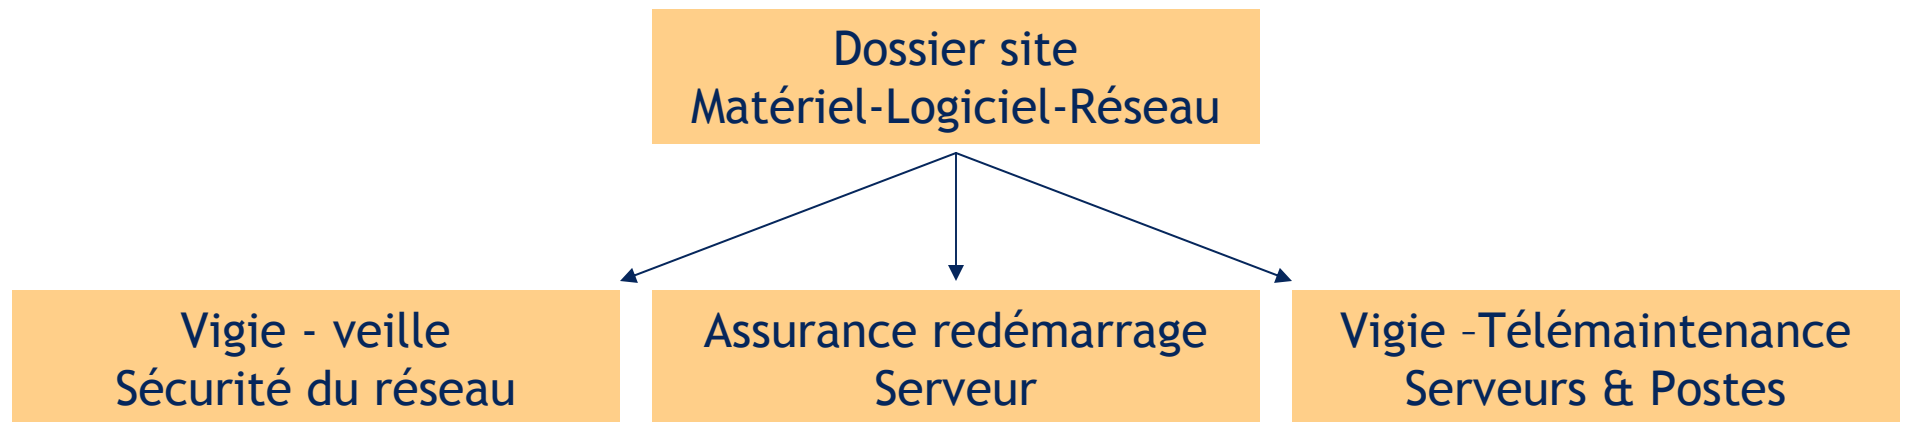 Dossier site
Matériel-Logiciel-Réseau
Vigie - veille
Sécurité du réseau
Assurance redémarrage
Serveur
Vigie –Télémaintenance
Serveurs & Postes